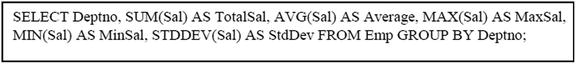 SELECT Deptno, SUM(Sal) AS TotalSal, AVG(Sal) AS Average, MAX(Sal) AS MaxSal,
MIN(Sal) AS MinSal, STDDEV(Sal) AS StdDev FROM Emp GROUP BY Deptno;